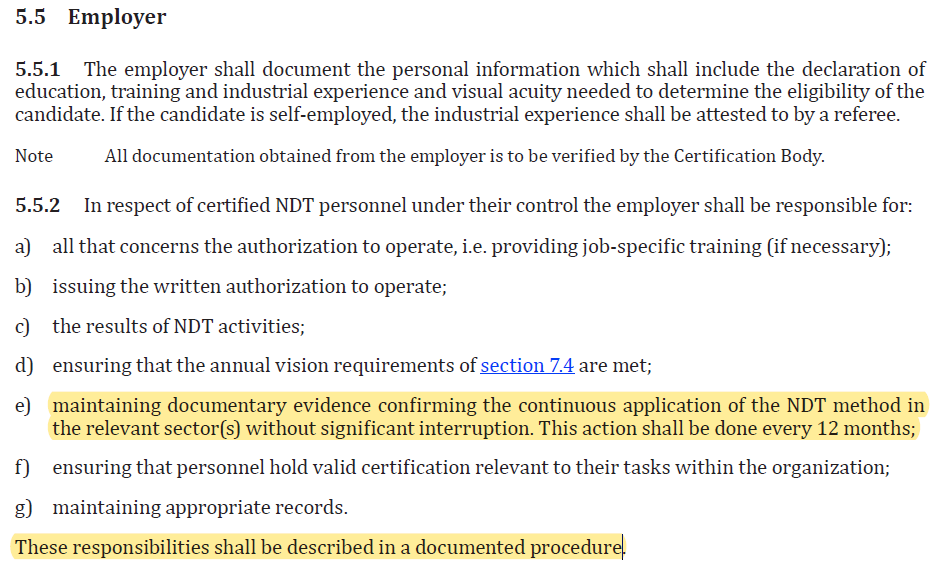 5.5 Employer
5.5.1 The employer shall document the personal information which shall include the declaration of
education, training and industrial experience and visual acuity needed to determine the eligibility of the
candidate. If the candidate is self-employed, the industrial experience shall be attested to by a referee.
Note All documentation obtained from the employer is to be verified by the Certification Body.
5.5.2 In respect of certified NDT personnel under their control the employer shall be responsible for:
a) all that concerns the authorization to operate, i.e. providing job-specific training (if necessary);
b) issuing the written authorization to operate;
c) the results of NDT activities;
d) ensuring that the annual vision requirements of section 7.4 are met;
e) maintaining documentary evidence confirming the continuous application of the NDT method in
the relevant sector(s) without significant interruption. This action shall be done every 12 months;
f) ensuring that personnel hold valid certification relevant to their tasks within the organization;
g) maintaining appropriate records.
These responsibilities shall be described in a documented procedure.